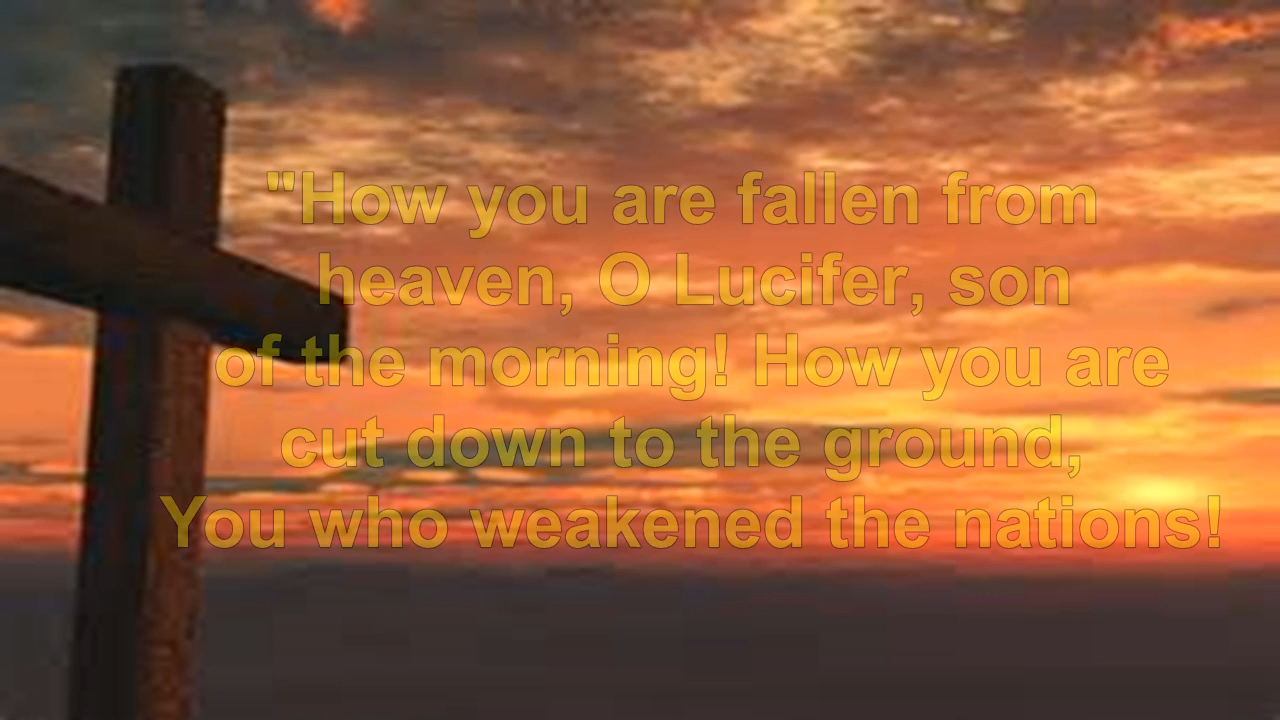 "How you are fallen from
heaven, O Lucifer, son
of the morning! How you are
cut down to the ground,
You who weakened the nations!